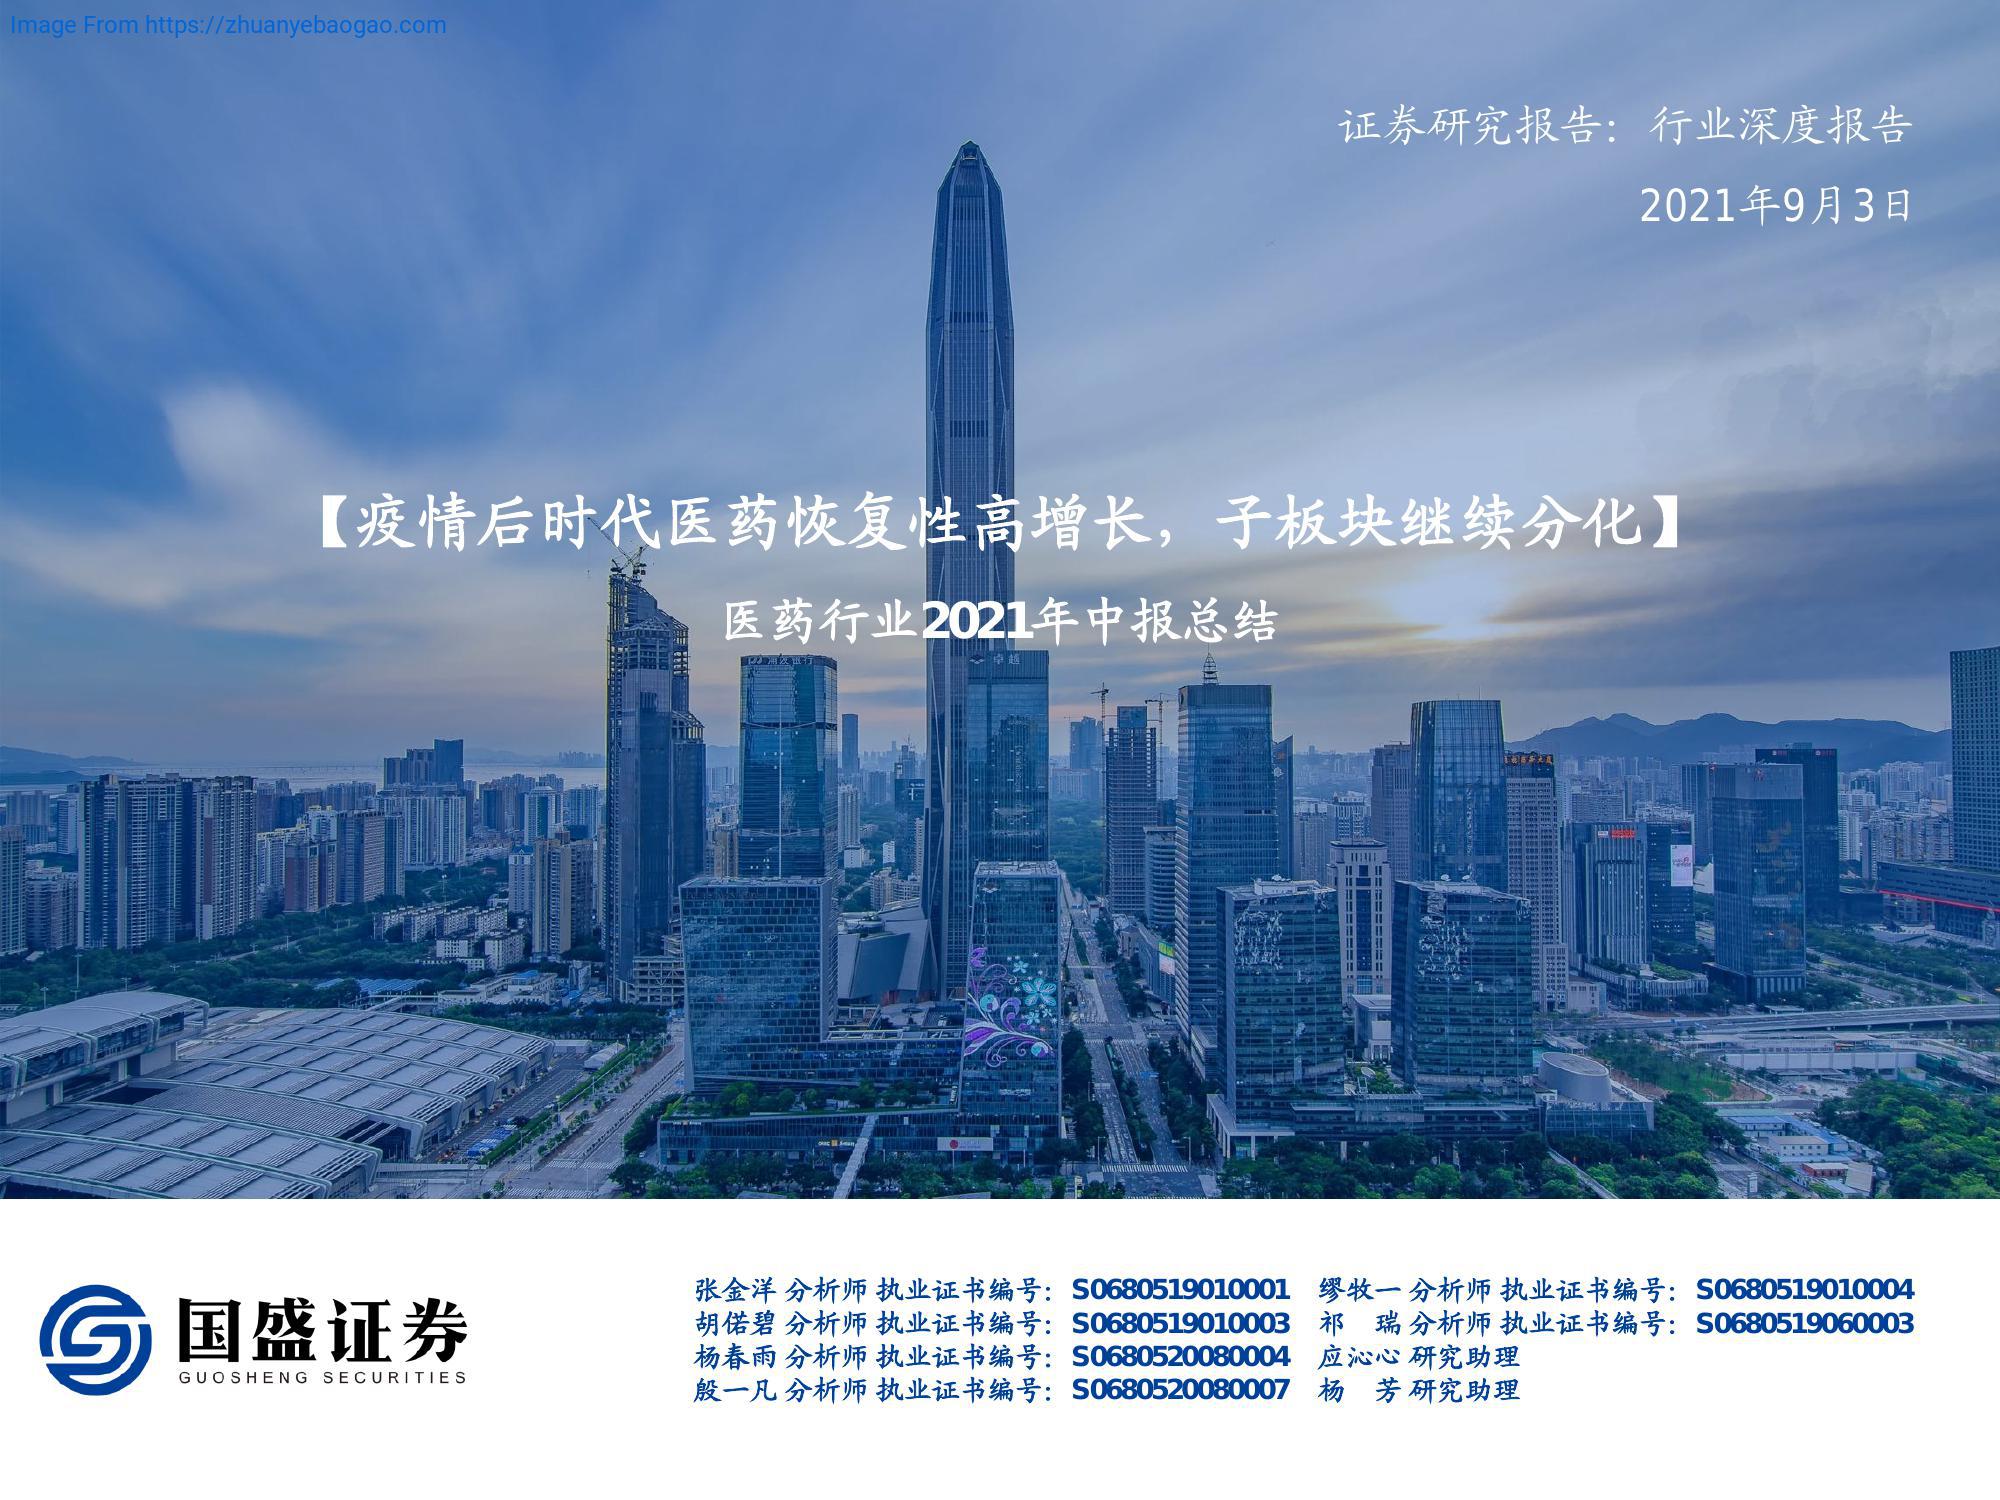 Image From https://zhuanyebaogao.com
证券研究报告：行业深度报告
2021年9月3日
【疫情后时代医药恢复性高增长，子板块继续分化】
医药行业2021年中报总结
浦发银行
卓越
国盛证券
GUOSHENG SECURITIES
张金洋 分析师 执业证书编号：S0680519010001 缪牧一 分析师 执业证书编号：S0680519010004
胡偌碧 分析师 执业证书编号：S0680519010003 祁 瑞 分析师 执业证书编号：S0680519060003
杨春雨 分析师 执业证书编号：S0680520080004 应沁心 研究助理
殷一凡 分析师 执业证书编号：S0680520080007 杨 芳 研究助理